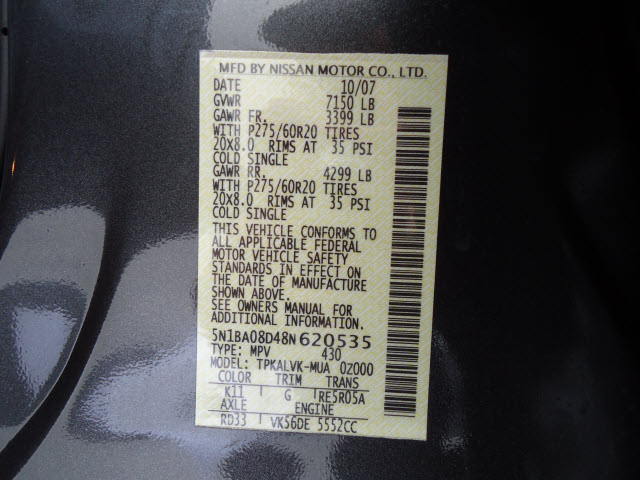 MFD BY NISSAN MOTOR CO., LTD.
DATE 10/07
GVWR 7150 LB
GAWR FR. 3399 LB
WITH P275/60R20 TIRES
20X8.0 RIMS AT 35 PSI
COLD SINGLE
GAWR RR. 4299 LB
WITH P275/60R20 TIRES
20X8.0 RIMS AT 35 PSI
COLD SINGLE
THIS VEHICLE CONFORMS TO
ALL APPLICABLE FEDERAL
MOTOR VEHICLE SAFETY
STANDARDS IN EFFECT ON
THE DATE OF MANUFACTURE
SHOWN ABOVE.
SEE OWNERS MANUAL FOR
ADDITIONAL INFORMATION
5N1BA08D48N620535
TYPE: MPV 430
MODEL: TPKALVK-MUA 0Z000
COLOR TRIM TRANS
K11 G RE5R05A
AXLE ENGINE
RD33 VK56DE 5552CC